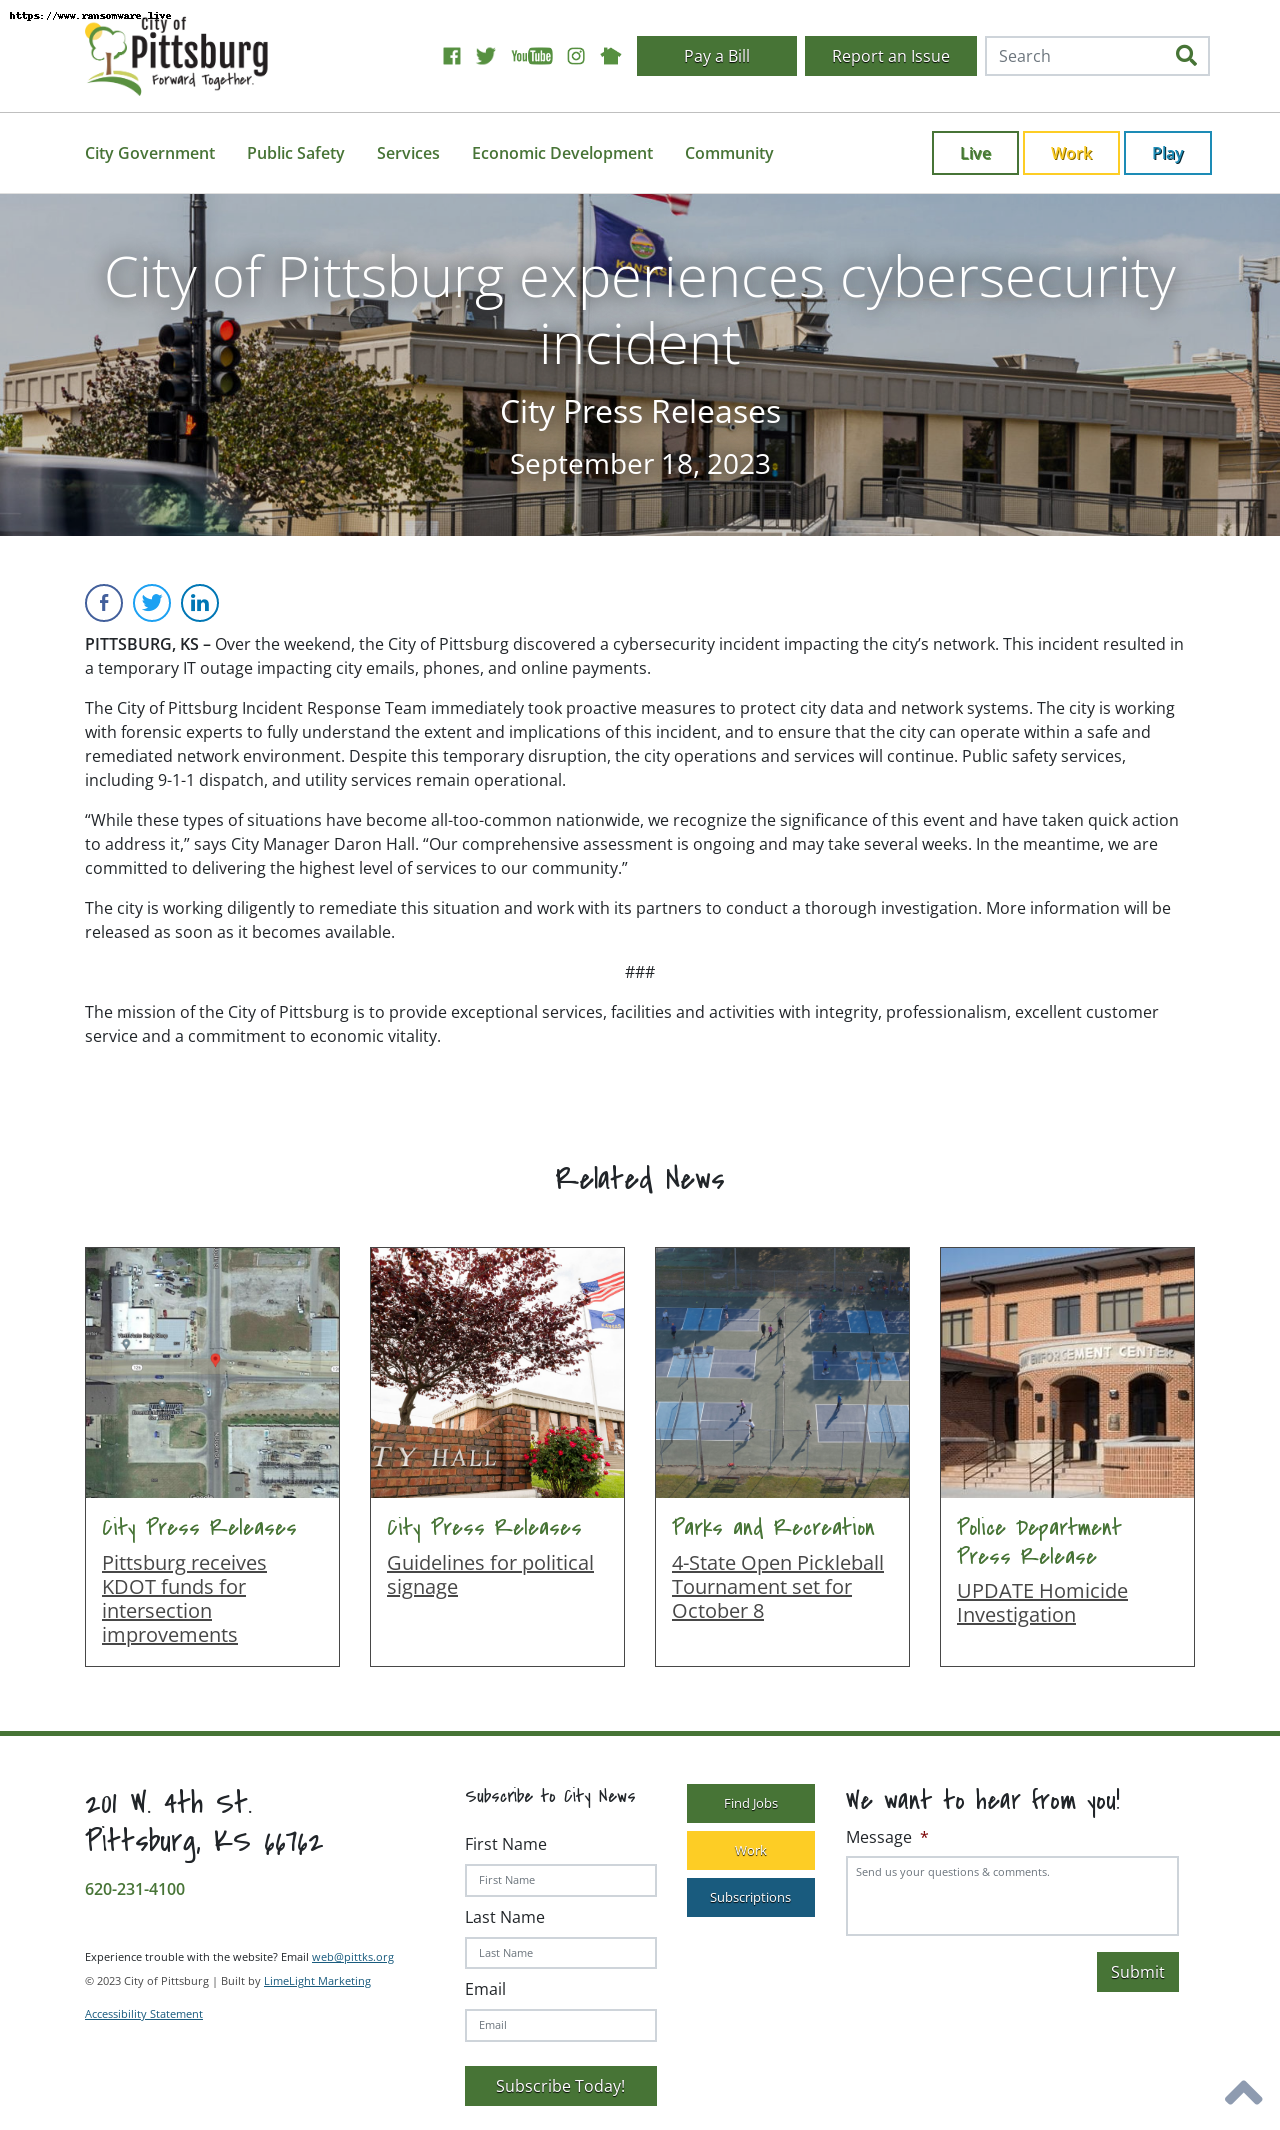 https://www.ransomware.live
City of
Pittsburg
Forward Together.
You Tube
Pay a Bill
Report an Issue
Search
City Government
Public Safety
Services
Economic Development
Community
Live
Work
Play
KANSAS
City of Pittsburg experiences cybersecurity
incident
City Press Releases
September 18, 2023
PITTSBURG, KS – Over the weekend, the City of Pittsburg discovered a cybersecurity incident impacting the city’s network. This incident resulted in
a temporary IT outage impacting city emails, phones, and online payments.
The City of Pittsburg Incident Response Team immediately took proactive measures to protect city data and network systems. The city is working
with forensic experts to fully understand the extent and implications of this incident, and to ensure that the city can operate within a safe and
remediated network environment. Despite this temporary disruption, the city operations and services will continue. Public safety services,
including 9-1-1 dispatch, and utility services remain operational.
“While these types of situations have become all-too-common nationwide, we recognize the significance of this event and have taken quick action
to address it,” says City Manager Daron Hall. “Our comprehensive assessment is ongoing and may take several weeks. In the meantime, we are
committed to delivering the highest level of services to our community.”
The city is working diligently to remediate this situation and work with its partners to conduct a thorough investigation. More information will be
released as soon as it becomes available.
###
The mission of the City of Pittsburg is to provide exceptional services, facilities and activities with integrity, professionalism, excellent customer
service and a commitment to economic vitality.
Related News
TY HALL
ENFORCEMENT CENTER
City Press Releases
Pittsburg receives
KDOT funds for
intersection
improvements
City Press Releases
Guidelines for political
signage
Parks and Recreation
4-State Open Pickleball
Tournament set for
October 8
Police Department
Press Release
UPDATE Homicide
Investigation
201 W. 4th St.
Pittsburg, KS 66762
620-231-4100
Experience trouble with the website? Email web@pittks.org
© 2023 City of Pittsburg | Built by LimeLight Marketing
Accessibility Statement
Subscribe to City News
First Name
First Name
Last Name
Last Name
Email
Email
Subscribe Today!
Find Jobs
Work
Subscriptions
We want to hear from you!
Message *
Send us your questions & comments.
Submit